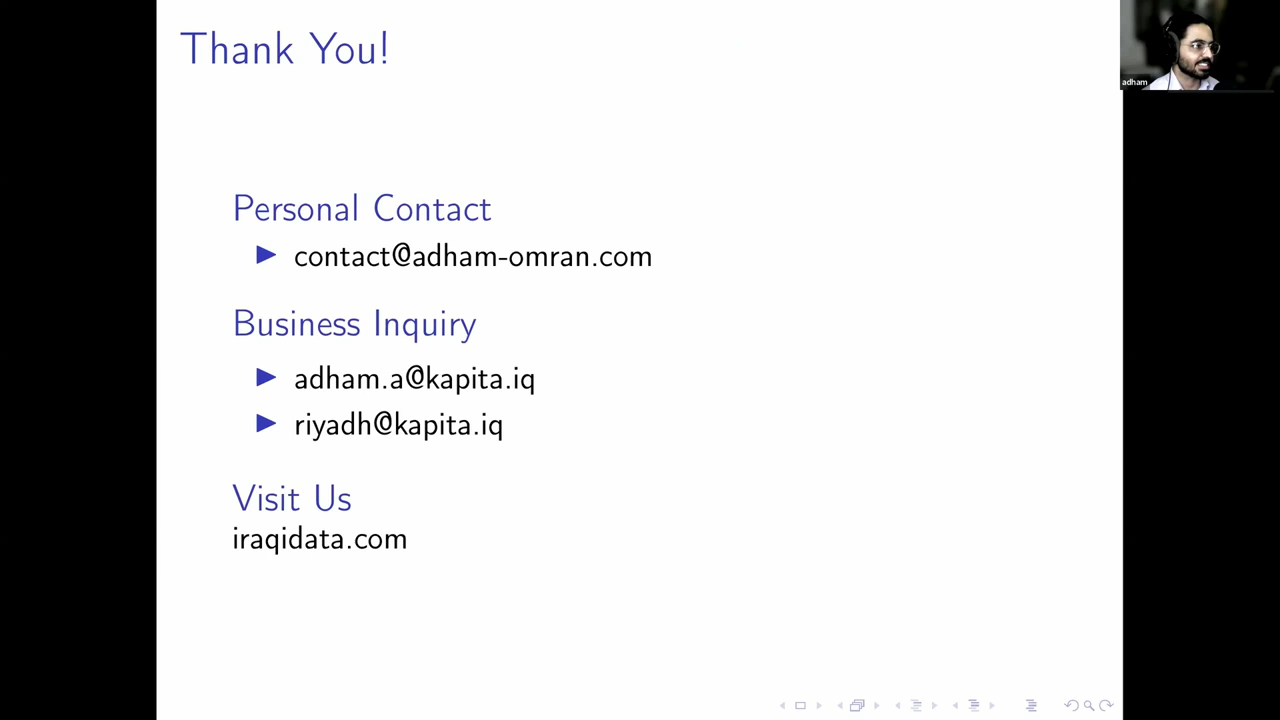 Thank You!
adham
Personal Contact
contact@adham-omran.com
Business Inquiry
adham.a@kapita.iq
riyadh@kapita.iq
Visit Us
iraqidata.com